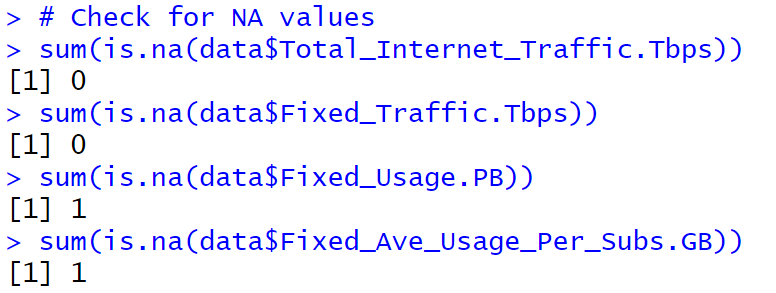 > # Check for NA values
> sum(is.na(data$Total_Internet_Traffic.Tbps))
[1] 0
> sum(is.na(data$Fixed_Traffic.Tbps))
[1] 0
> sum(is.na(data$Fixed_Usage.PB))
[1] 1
> sum(is.na(data$Fixed_Ave_Usage_Per_Subs.GB))
[1] 1